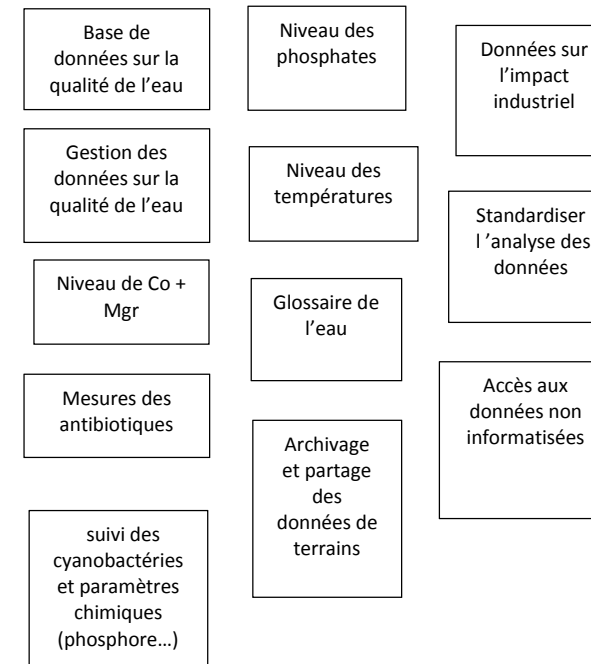 Base de
données sur la
qualité de l’eau
Gestion des
données sur la
qualité de l’eau
Niveau de Co +
Mgr
Mesures des
antibiotiques
suivi des
cyanobactéries
et paramètres
chimiques
(phosphore…)
Niveau des
phosphates
Niveau des
températures
Glossaire de
l’eau
Archivage
et partage
des
données de
terrains
Données sur
l’impact
industriel
Standardiser
l ’analyse des
données
Accès aux
données non
informatisées